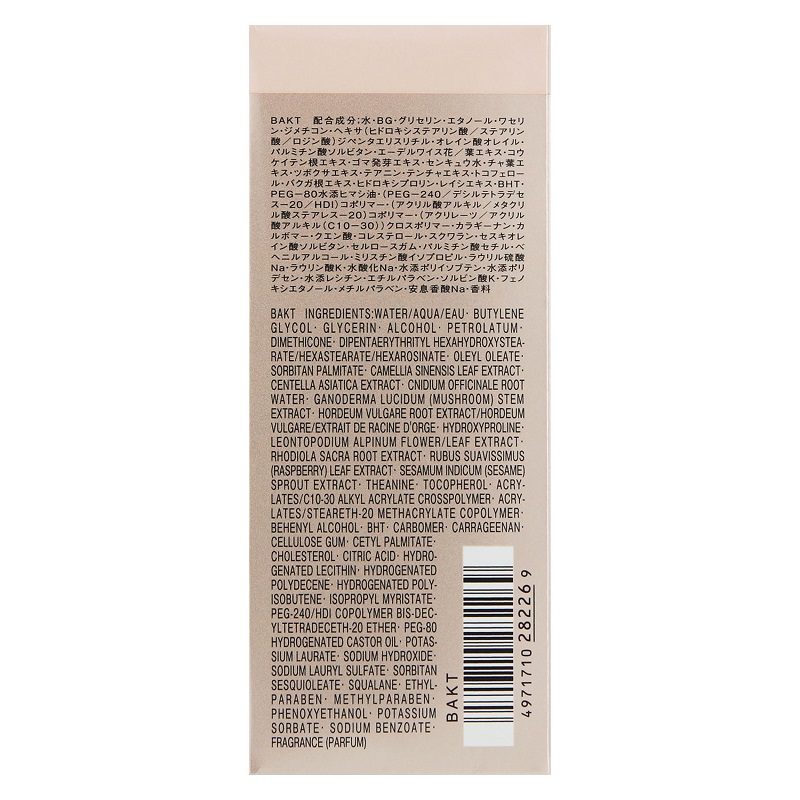 BAKT 配合成分:水・BG・グリセリン・エタノール・ワセリ
ン・ジメチコン・ヘキサ(ヒドロキシステアリン酸/ステアリン
酸/ロジン酸)ジペンタエリスリチル・オレイン酸オレイル・
パルミチン酸ソルビタン・エーデルワイス花/葉エキス・コウ
ケイテン根エキス・ゴマ発芽エキス・センキュウ水・チャ葉エ
キス・ツボクサエキス・テアニン・テンチャエキス・トコフェロー
ル・バクガ根エキス・ヒドロキシプロリン・レイシエキス・BHT・
PEG-80水添ヒマシ油・(PEG-240/デシルテトラデセ
ス-20/HDI)コポリマー・(アクリル酸アルキル/メタクリ
ル酸ステアレス-20)コポリマー・(アクリレーツ/アクリル
酸アルキル(C10-30))クロスポリマー・カラギーナン・カ
ルボマー・クエン酸・コレステロール・スクワラン・セスキオレ
イン酸ソルビタン・セルロースガム・パルミチン酸セチル・ベ
ヘニルアルコール・ミリスチン酸イソプロピル・ラウリル硫酸
Na・ラウリン酸K・水酸化Na・水添ポリイソブテン・水添ポリ
デセン・水添レシチン・エチルパラベン・ソルビン酸K・フェノ
キシエタノール・メチルパラベン・安息香酸Na・香料
BAKT INGREDIENTS:WATER/AQUA/EAU· BUTYLENE
GLYCOL· GLYCERIN· ALCOHOL· PETROLATUM·
DIMETHICONE· DIPENTAERYTHRITYL HEXAHYDROXYSTEA-
RATE/HEXASTEARATE/HEXAROSINATE· OLEYL OLEATE·
SORBITAN PALMITATE· CAMELLIA SINENSIS LEAF EXTRACT·
CENTELLA ASIATICA EXTRACT· CNIDIUM OFFICINALE ROOT
WATER· GANODERMA LUCIDUM (MUSHROOM) STEM
EXTRACT· HORDEUM VULGARE ROOT EXTRACT/HORDEUM
VULGARE/EXTRAIT DE RACINE D'ORGE· HYDROXYPROLINE·
LEONTOPODIUM ALPINUM FLOWER/LEAF EXTRACT·
RHODIOLA SACRA ROOT EXTRACT· RUBUS SUAVISSIMUS
(RASPBERRY) LEAF EXTRACT· SESAMUM INDICUM (SESAME)
SPROUT EXTRACT· THEANINE· TOCOPHEROL· ACRY-
LATES/C10-30 ALKYL ACRYLATE CROSSPOLYMER· ACRY-
LATES/STEARETH-20 METHACRYLATE COPOLYMER·
BEHENYL ALCOHOL· BHT· CARBOMER· CARRAGEENAN·
CELLULOSE GUM· CETYL PALMITATE·
CHOLESTEROL· CITRIC ACID· HYDRO-
GENATED LECITHIN· HYDROGENATED
POLYDECENE· HYDROGENATED POLY-
ISOBUTENE· ISOPROPYL MYRISTATE·
PEG-240/HDI COPOLYMER BIS-DEC-
YLTETRADECETH-20 ETHER· PEG-80
HYDROGENATED CASTOR OIL· POTAS-
SIUM LAURATE· SODIUM HYDROXIDE·
SODIUM LAURYL SULFATE· SORBITAN
SESQUIOLEATE· SQUALANE· ETHYL-
PARABEN· METHYLPARABEN·
PHENOXYETHANOL· POTASSIUM
SORBATE· SODIUM BENZOATE·
FRAGRANCE (PARFUM)
BAKT
4971710 282269